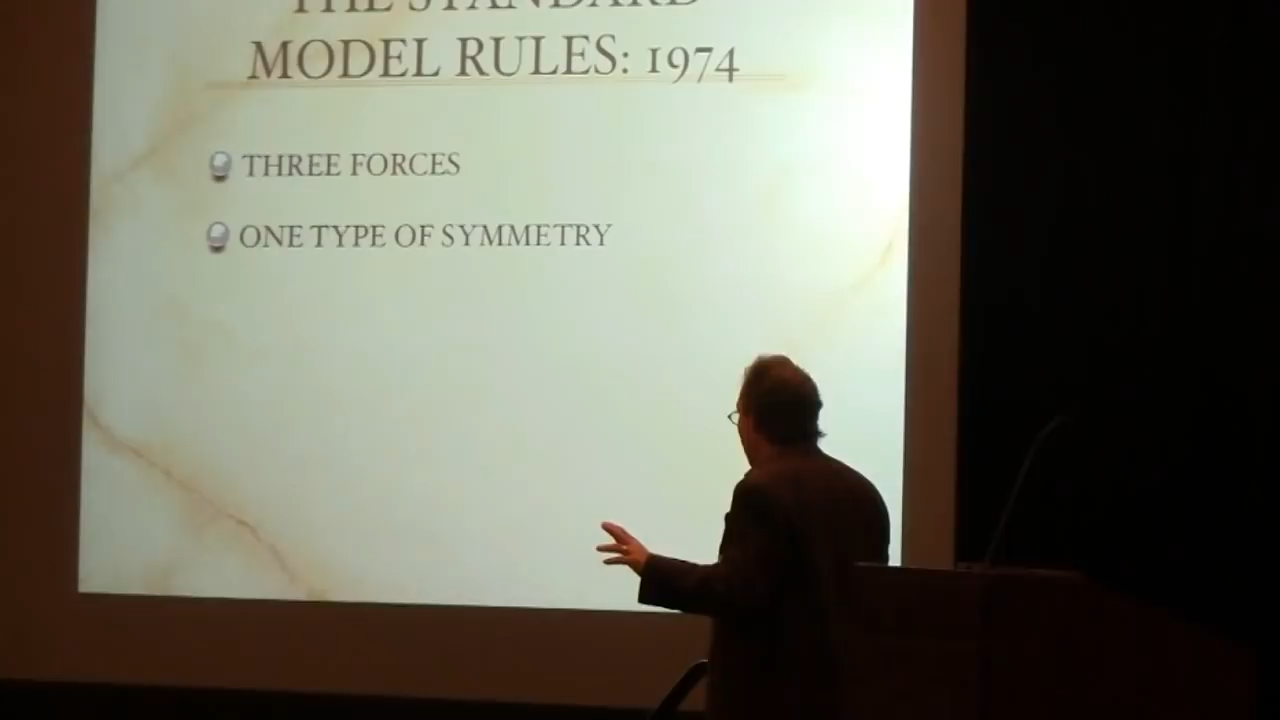 THE STANDARD
MODEL RULES: 1974
THREE FORCES
ONE TYPE OF SYMMETRY